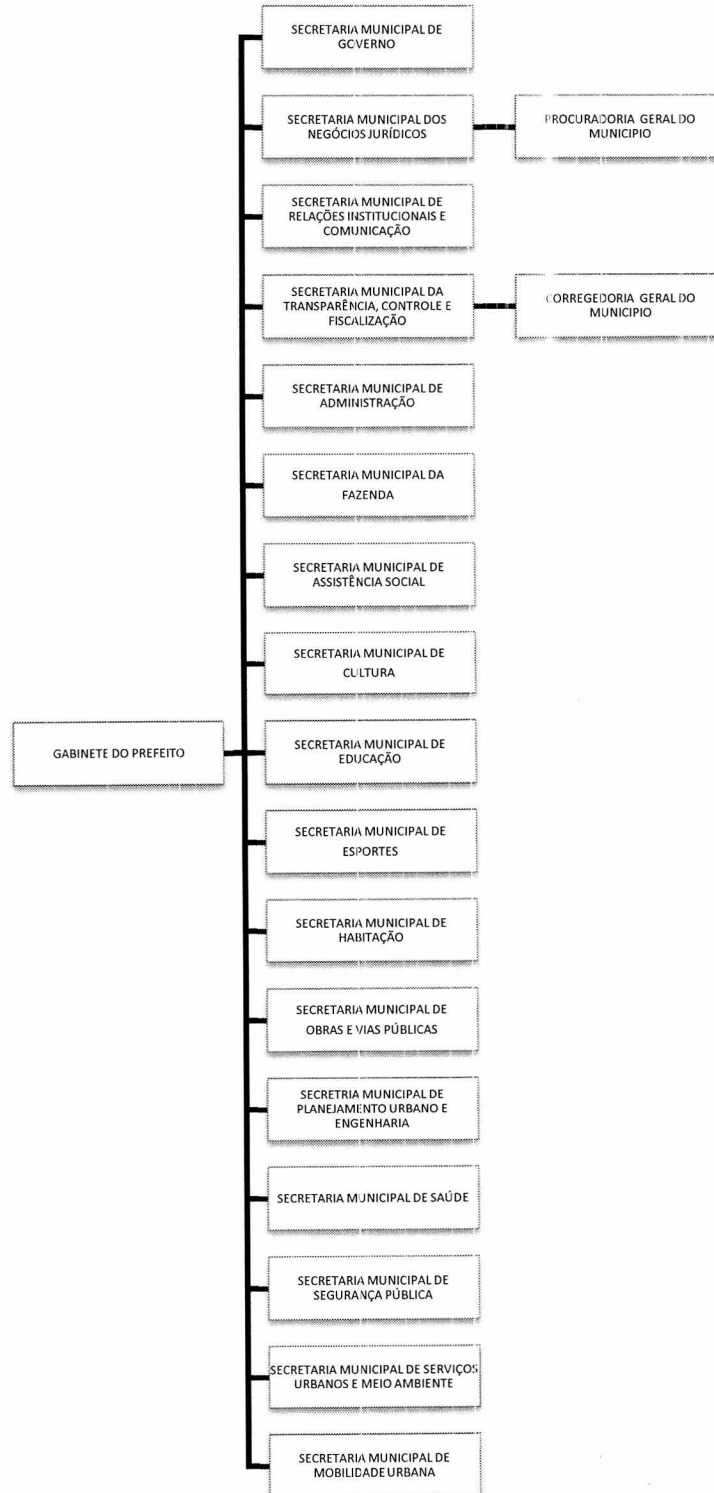 SECRETARIA MUNICIPAL DE
GOVERNO
SECRETARIA MUNICIPAL DOS
NEGÓCIOS JURÍDICOS
PROCURADORIA GERAL DO
MUNICIPIO
SECRETARIA MUNICIPAL DE
RELAÇÕES INSTITUCIONAIS E
COMUNICAÇÃO
SECRETARIA MUNICIPAL DA
TRANSPARÊNCIA, CONTROLE E
FISCALIZAÇÃO
CORREGEDORIA GERAL DO
MUNICIPIO
SECRETARIA MUNICIPAL DE
ADMINISTRAÇÃO
SECRETARIA MUNICIPAL DA
FAZENDA
SECRETARIA MUNICIPAL DE
ASSISTÊNCIA SOCIAL
SECRETARIA MUNICIPAL DE
CULTURA
GABINETE DO PREFEITO
SECRETARIA MUNICIPAL DE
EDUCAÇÃO
SECRETARIA MUNICIPAL DE
ESPORTES
SECRETARIA MUNICIPAL DE
HABITAÇÃO
SECRETARIA MUNICIPAL DE
OBRAS E VIAS PÚBLICAS
SECRETRIA MUNICIPAL DE
PLANEJAMENTO URBANO E
ENGENHARIA
SECRETARIA MUNICIPAL DE SAÚDE
SECRETARIA MUNICIPAL DE
SEGURANÇA PÚBLICA
SECRETARIA MUNICIPAL DE SERVIÇOS
URBANOS E MEIO AMBIENTE
SECRETARIA MUNICIPAL DE
MOBILIDADE URBANA